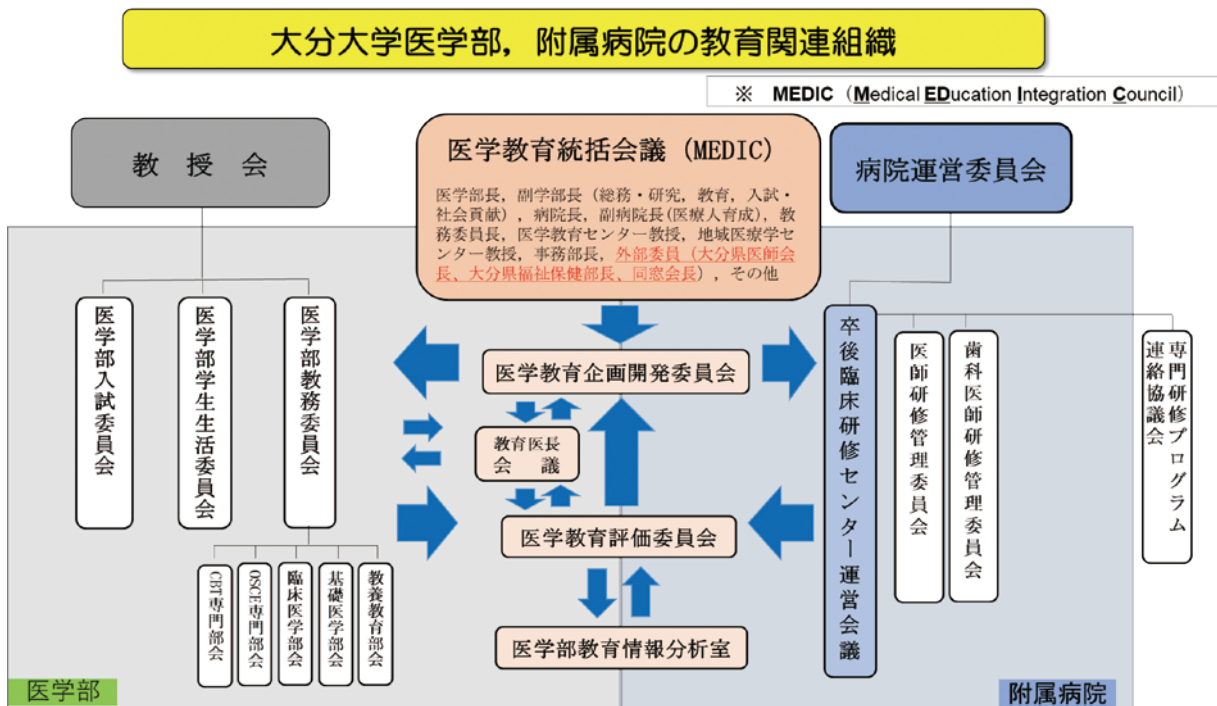 大分大学医学部，附属病院の教育関連組織
※ MEDIC （Medical EDucation Integration Council）
教 授 会
医学教育統括会議（MEDIC）
医学部長，副学部長（総務・研究，教育，入試・
社会貢献），病院長，副病院長(医療人育成)，教
務委員長，医学教育センター教授，地域医療学セ
ンター教授，事務部長，外部委員（大分県医師会
長、大分県福祉保健部長、同窓会長），その他
病院運営委員会
医学部入試委員会
医学部学生生活委員会
医学部教務委員会
医学教育企画開発委員会
教育医長
会 議
医学教育評価委員会
医学部教育情報分析室
卒後臨床研修センター運営会議
医師研修管理委員会
歯科医師研修管理委員会
専門研修プログラム
連絡協議会
CBT専門部会
OSCE専門部会
臨床医学部会
基礎医学部会
教養教育部会
医学部
附属病院